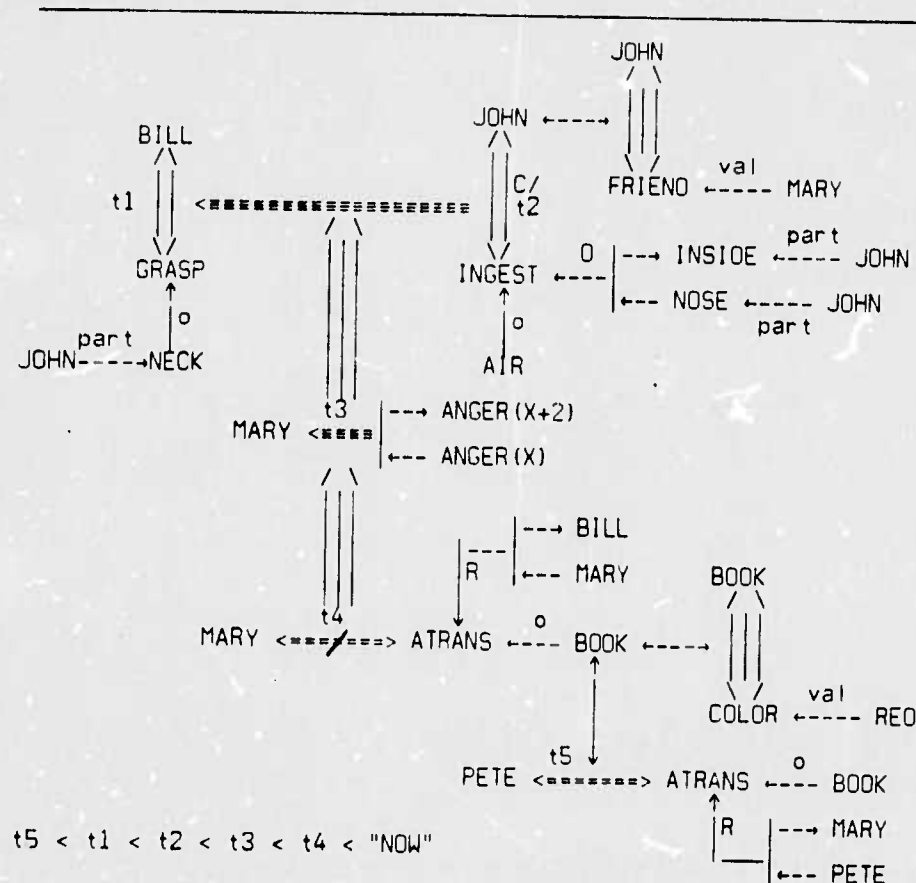 JOHN
JOHN <----->
BILL
C/
val
t1 <================ t2 FRIENO <----- MARY
part
GRASP O ---> INSIOE <----- JOHN
INGEST <----
<--- NOSE <----- JOHN
part o part
JOHN----->NECK o
AIR
t3
MARY <==== ---> ANGER(X+2)
<--- ANGER(X)
---> BILL
R ---
<--- MARY BOOK
t4 o
MARY <=======> ATRANS <---- BOOK <---->
val
COLOR <----- REO
t5 o
PETE <=======> ATRANS <---- BOOK
R ---> MARY
t5 < t1 < t2 < t3 < t4 < "NOW"
<--- PETE